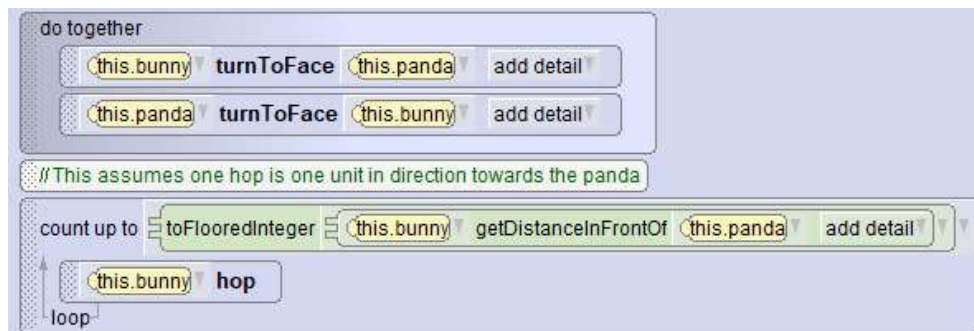 do together
this.bunny turnToFace this.panda add detail
this.panda turnToFace this.bunny add detail
//This assumes one hop is one unit in direction towards the panda
count up to toFlooredInteger this.bunny getDistanceInFrontOf this.panda add detail
this.bunny hop
loop